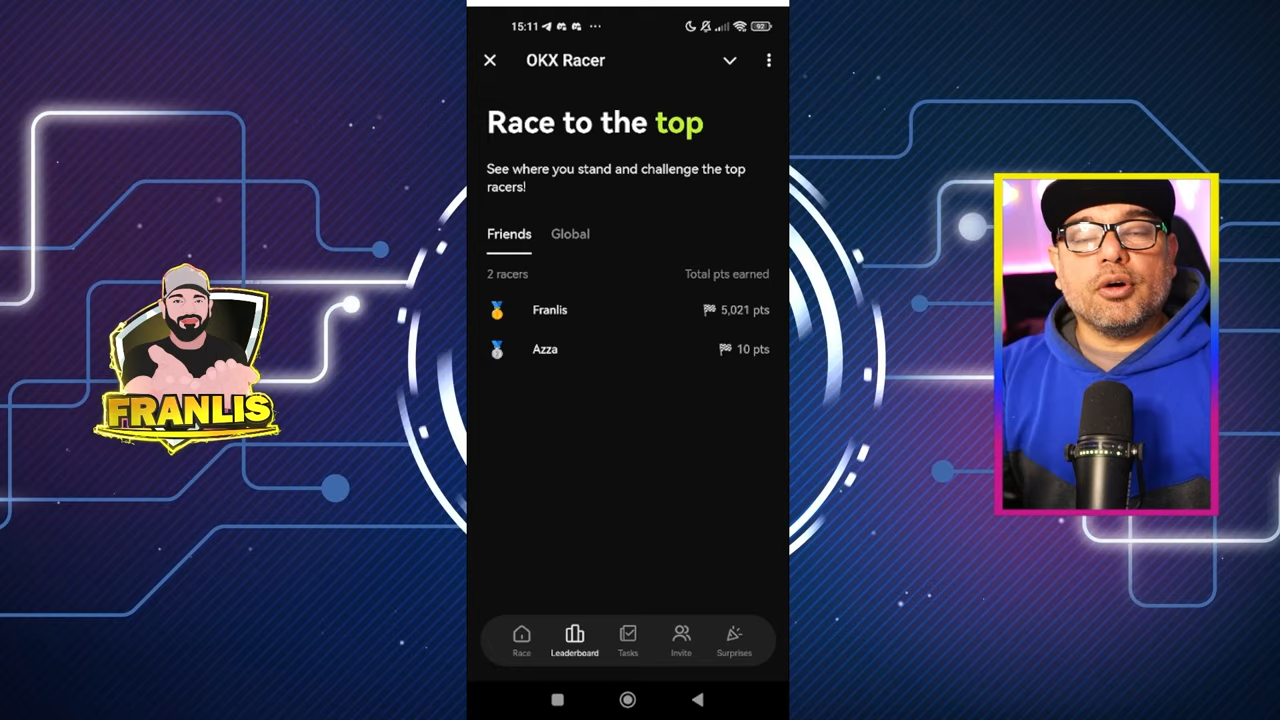 15:11
92
OKX Racer
Race to the top
See where you stand and challenge the top
racers!
Friends Global
2 racers Total pts earned
Franlis 5,021 pts
Azza 10 pts
FRANLIS
Race Leaderboard Tasks Invite Surprises